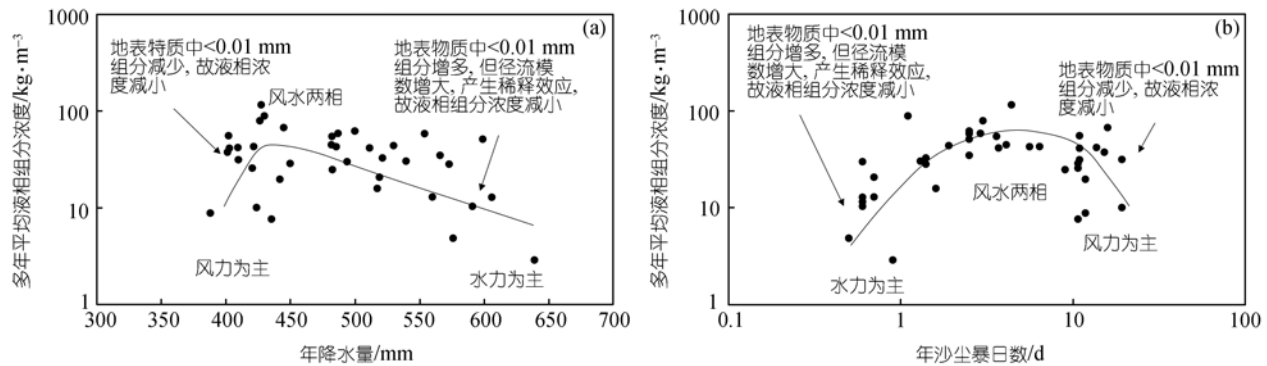 (a)
多年平均液相组分浓度/kg·m⁻³
1000
100
10
1
地表特质中<0.01 mm
组分减少, 故液相浓
度减小
风水两相
地表物质中<0.01 mm
组分增多, 但径流模
数增大, 产生稀释效应,
故液相组分浓度减小
风力为主
水力为主
300
350
400
450
500
550
600
650
700
年降水量/mm
(b)
多年平均液相组分浓度/kg·m⁻³
1000
100
10
1
地表物质中<0.01 mm
组分增多, 但径流模
数增大, 产生稀释效应,
故液相组分浓度减小
地表物质中<0.01 mm
组分减少, 故液相浓
度减小
风水两相
风力为主
水力为主
0.1
1
10
100
年沙尘暴日数/d